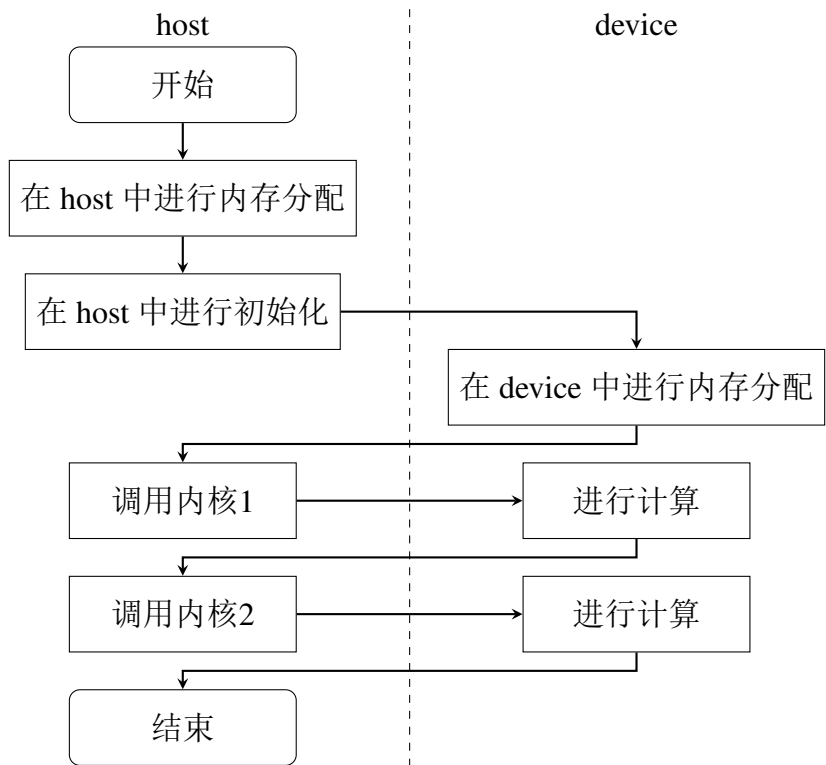 host
device
开始
在 host 中进行内存分配
在 host 中进行初始化
在 device 中进行内存分配
调用内核1
进行计算
调用内核2
进行计算
结束